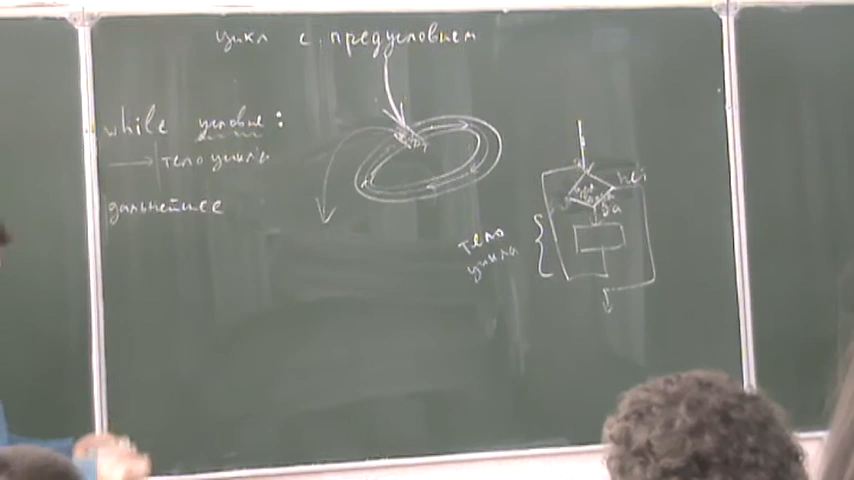 цикл с предусловием
while условие:
тело цикла
дальнейшее
нет
да
тело
цикла